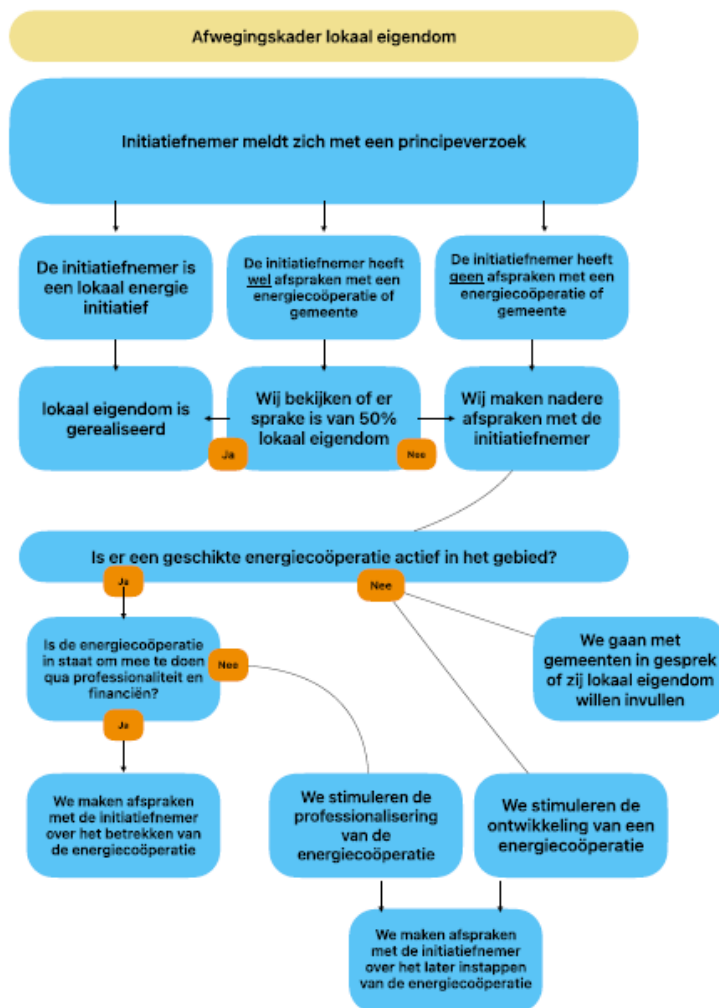 Afwegingskader lokaal eigendom
Initiatiefnemer meldt zich met een principeverzoek
De initiatiefnemer is
een lokaal energie
initiatief
De initiatiefnemer heeft
wel afspraken met een
energiecoöperatie of
gemeente
De initiatiefnemer heeft
geen afspraken met een
energiecoöperatie of
gemeente
lokaal eigendom is
gerealiseerd
Wij bekijken of er
sprake is van 50%
lokaal eigendom
Wij maken nadere
afspraken met de
initiatiefnemer
Ja
Nee
Is er een geschikte energiecoöperatie actief in het gebied?
Ja
Nee
Is de energiecoöperatie
in staat om mee te doen
qua professionaliteit en
financiën?
Nee
We gaan met
gemeenten in gesprek
of zij lokaal eigendom
willen invullen
Ja
We maken afspraken
met de initiatiefnemer
over het betrekken van
de energiecoöperatie
We stimuleren de
professionalisering
van de
energiecoöperatie
We stimuleren de
ontwikkeling van een
energiecoöperatie
We maken afspraken
met de initiatiefnemer
over het later instappen
van de energiecoöperatie